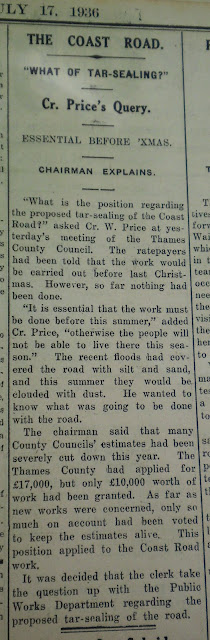 JULY 17, 1936
THE COAST ROAD.
"WHAT OF TAR-SEALING?"
Cr. Price's Query.
ESSENTIAL BEFORE 'XMAS.
CHAIRMAN EXPLAINS.
"What is the position regarding
the proposed tar-sealing of the Coast
Road?" asked Cr. W. Price at yes-
terday's meeting of the Thames
County Council. The ratepayers
had been told that the work would
be carried out before last Christ-
mas. However, so far nothing had
been done.
"It is essential that the work must
be done before this summer," added
Cr. Price, "otherwise the people will
not be able to live there this sea-
son." The recent floods had cov-
ered the road with silt and sand,
and this summer they would be
clouded with dust. He wanted to
know what was going to be done
with the road.
The chairman said that many
County Councils' estimates had been
severely cut down this year. The
Thames County had applied for
£17,000, but only £10,000 worth of
work had been granted. As far as
new works were concerned, only so
much on account had been voted
to keep the estimates alive. This
position applied to the Coast Road
work.
It was decided that the clerk take
the question up with the Public
Works Department regarding the
proposed tar-sealing of the road.